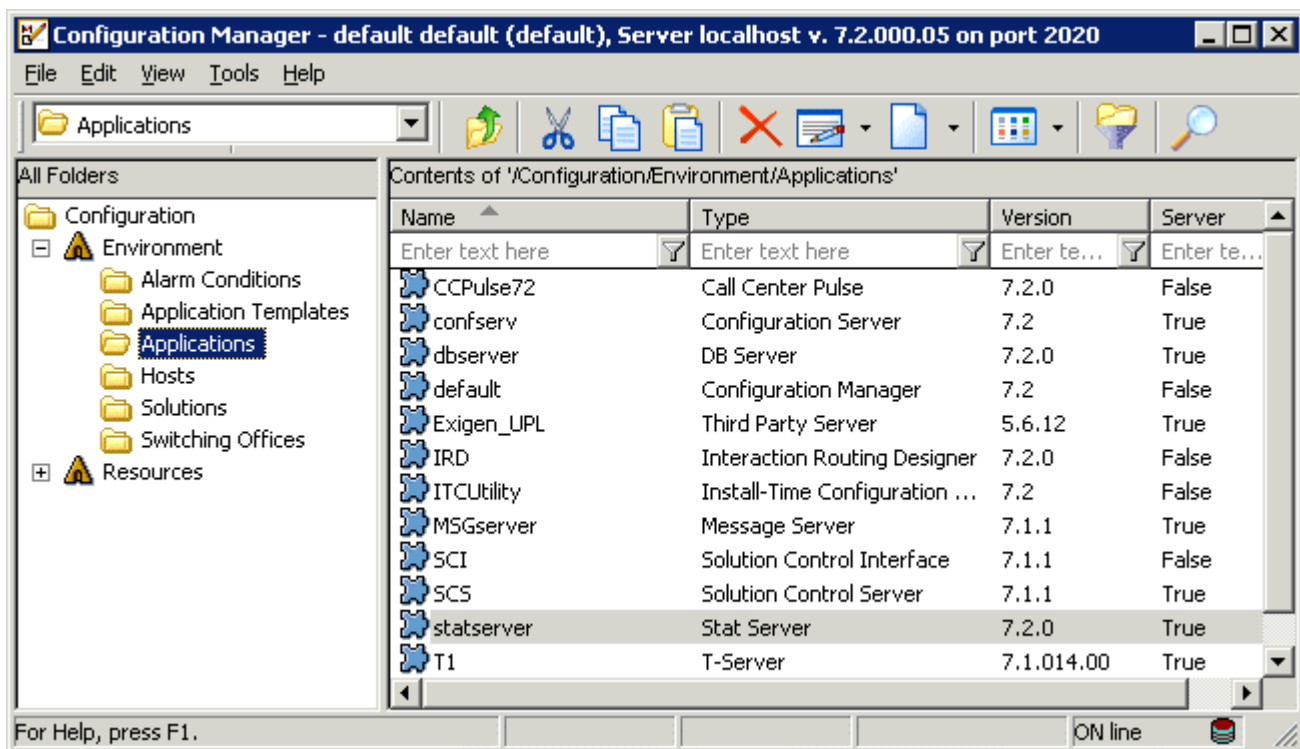 Configuration Manager - default default (default), Server localhost v. 7.2.000.05 on port 2020
File Edit View Tools Help
Applications
All Folders
Contents of '/Configuration/Environment/Applications'
Configuration
Environment
Alarm Conditions
Application Templates
Applications
Hosts
Solutions
Switching Offices
Resources
Name Type Version Server
Enter text here Enter text here Enter te... Enter te...
CCPulse72 Call Center Pulse 7.2.0 False
confserv Configuration Server 7.2 True
dbserver DB Server 7.2.0 True
default Configuration Manager 7.2 False
Exigen_UPL Third Party Server 5.6.12 True
IRD Interaction Routing Designer 7.2.0 False
ITCUtility Install-Time Configuration ... 7.2 False
MSGserver Message Server 7.1.1 True
SCI Solution Control Interface 7.1.1 False
SCS Solution Control Server 7.1.1 True
statserver Stat Server 7.2.0 True
T1 T-Server 7.1.014.00 True
For Help, press F1.
ON line